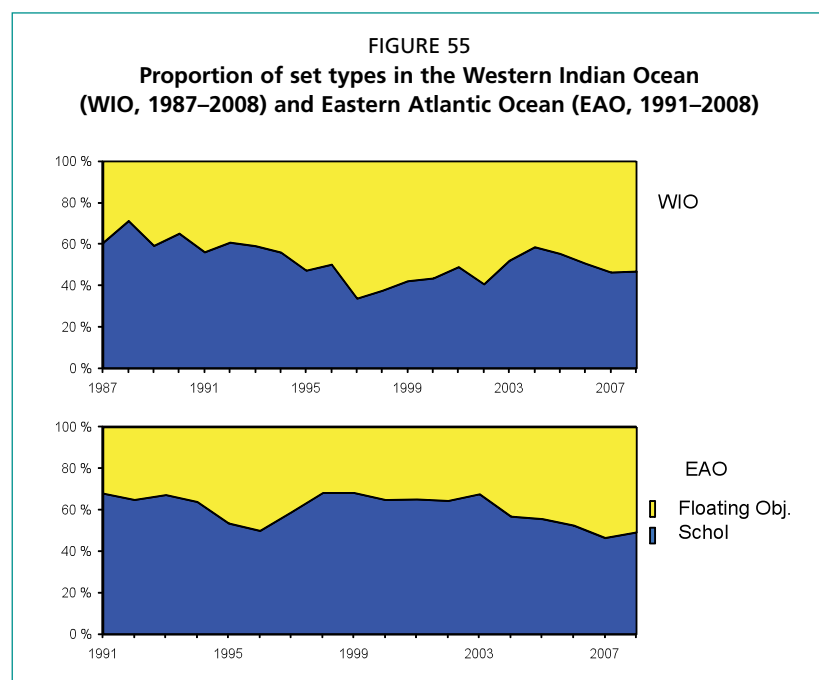 FIGURE 55
Proportion of set types in the Western Indian Ocean
(WIO, 1987–2008) and Eastern Atlantic Ocean (EAO, 1991–2008)
100 %
80 %
60 %
40 %
20 %
0 %
1987 1991 1995 1999 2003 2007
WIO
100 %
80 %
60 %
40 %
20 %
0 %
1991 1995 1999 2003 2007
EAO
Floating Obj.
Schol